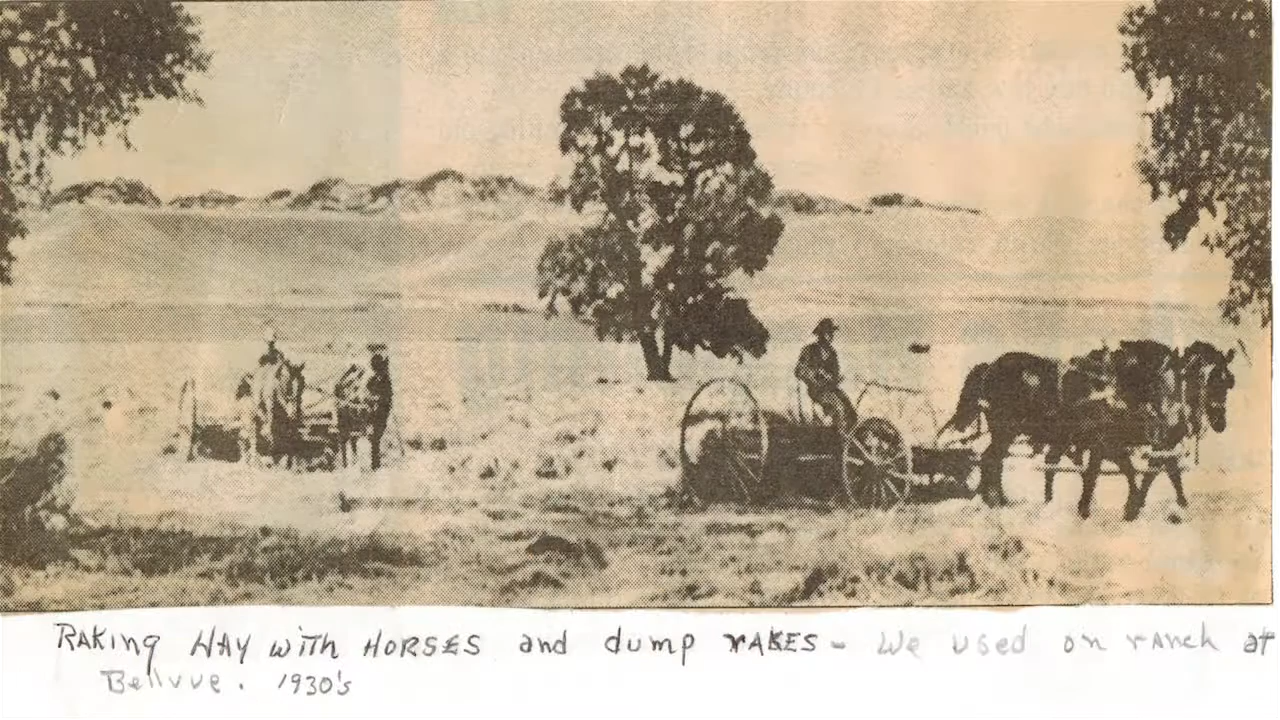 RAKING HAY with HORSES and dump RAKES - We used on ranch at
Bellvue. 1930's